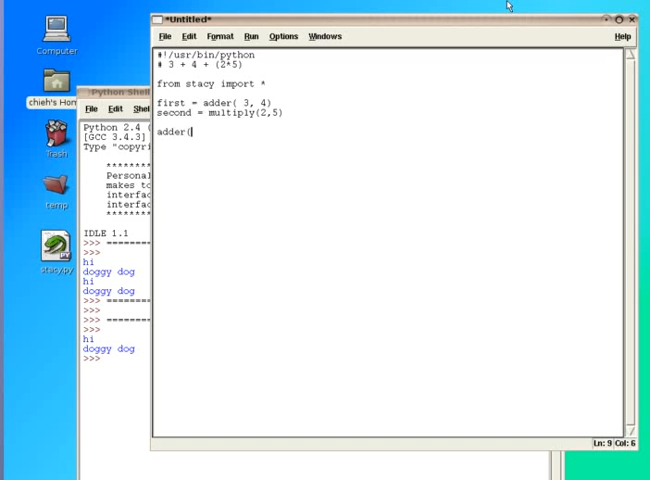 *Untitled*
File Edit Format Run Options Windows Help
#!/usr/bin/python
# 3 + 4 + (2*5)
from stacy import *
first = adder( 3, 4)
second = multiply(2,5)
adder(
Ln: 9 Col: 6
Computer
chieh's Hom
Trash
temp
stacy.py
PY
Python Shell
File Edit Shel
Python 2.4 (
[GCC 3.4.3]
Type "copyri
***********
Personal
makes to
interfac
interfac
***********
IDLE 1.1
>>> ========
>>>
hi
doggy dog
hi
doggy dog
>>> ========
>>>
>>> ========
>>>
hi
doggy dog
>>>